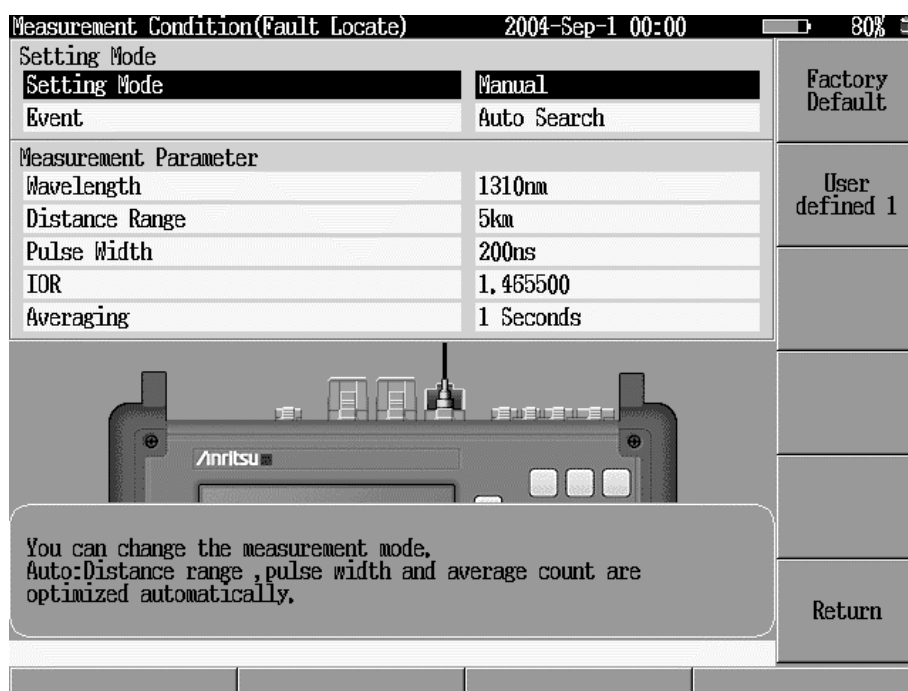 Measurement Condition(Fault Locate) 2004-Sep-1 00:00 80%
Setting Mode
Setting Mode Manual
Event Auto Search
Measurement Parameter
Wavelength 1310nm
Distance Range 5km
Pulse Width 200ns
IOR 1.465500
Averaging 1 Seconds
Factory
Default
User
defined 1
Anritsu
You can change the measurement mode.
Auto:Distance range ,pulse width and average count are
optimized automatically.
Return